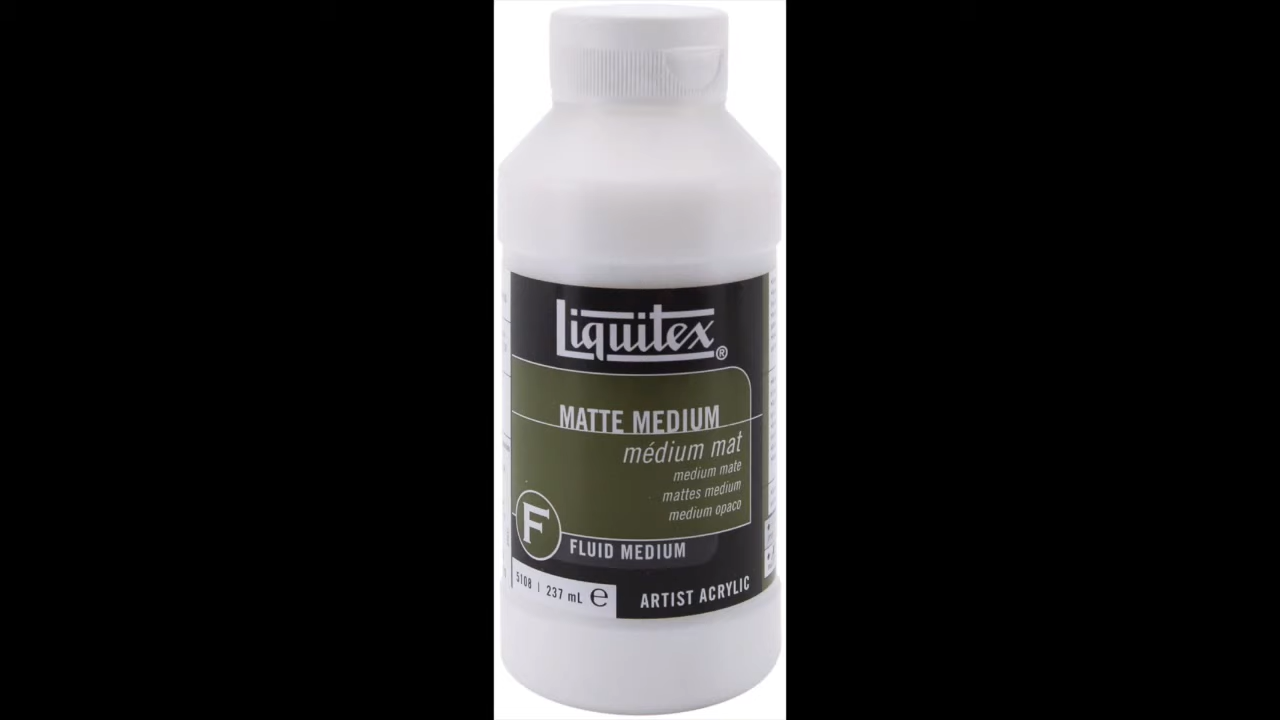 Liquitex®
MATTE MEDIUM
médium mat
medium mate
mattes medium
medium opaco
F
FLUID MEDIUM
5108 | 237 mL e
ARTIST ACRYLIC